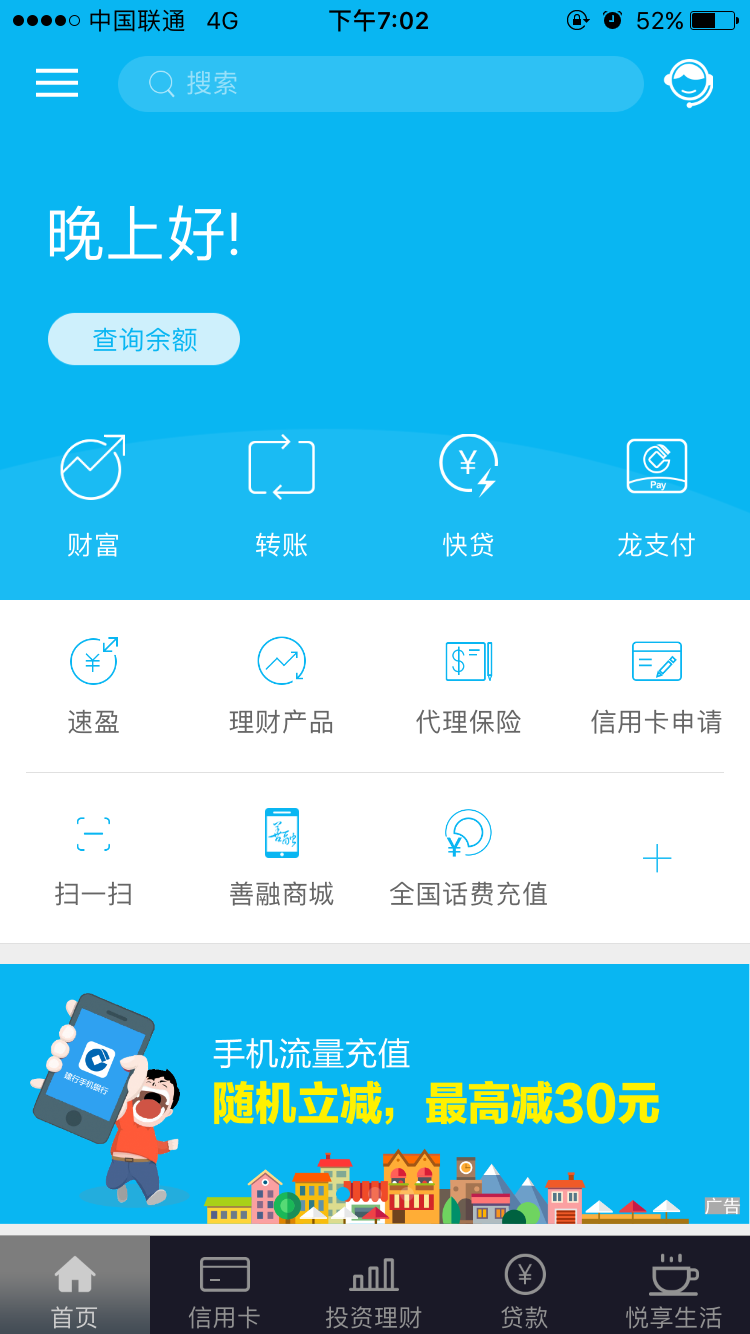 中国联通 4G 下午7:02 52%
搜索
晚上好!
查询余额
¥ Pay
财富 转账 快贷 龙支付
¥ $
速盈 理财产品 代理保险 信用卡申请
善融 ¥
扫一扫 善融商城 全国话费充值
手机流量充值
建行手机银行
随机立减，最高减30元
广告
¥
首页 信用卡 投资理财 贷款 悦享生活